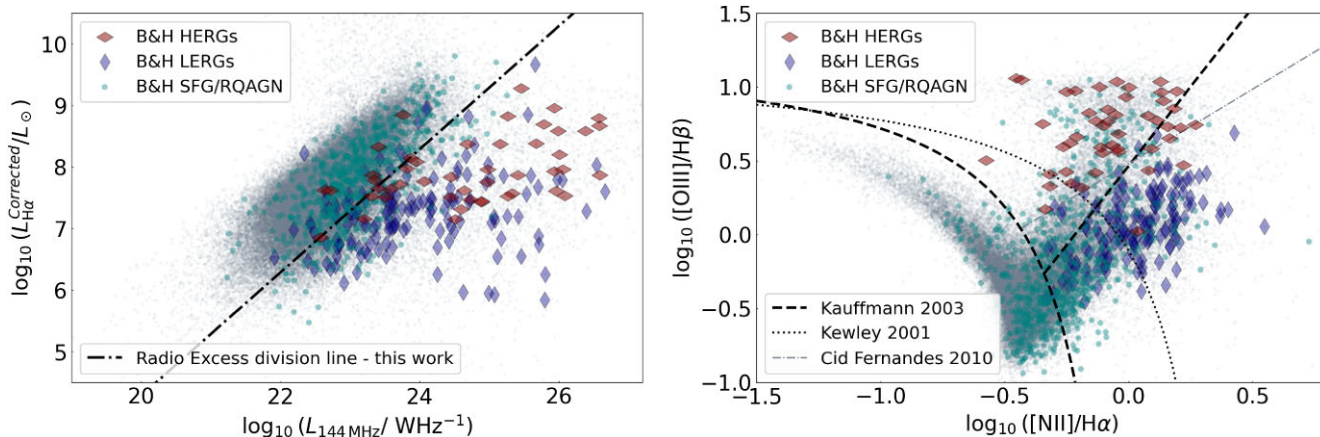 B&H HERGs
B&H LERGs
B&H SFG/RQAGN
10
9
8
7
6
5
log₁₀ (L_Hα^Corrected/L⊙)
Radio Excess division line - this work
20 22 24 26
log₁₀ (L₁₄₄ MHz/ WHz⁻¹)
B&H HERGs
B&H LERGs
B&H SFG/RQAGN
1.5
1.0
0.5
0.0
−0.5
−1.0
log₁₀ ([OIII]/Hβ)
Kauffmann 2003
Kewley 2001
Cid Fernandes 2010
−1.5 −1.0 −0.5 0.0 0.5
log₁₀ ([NII]/Hα)